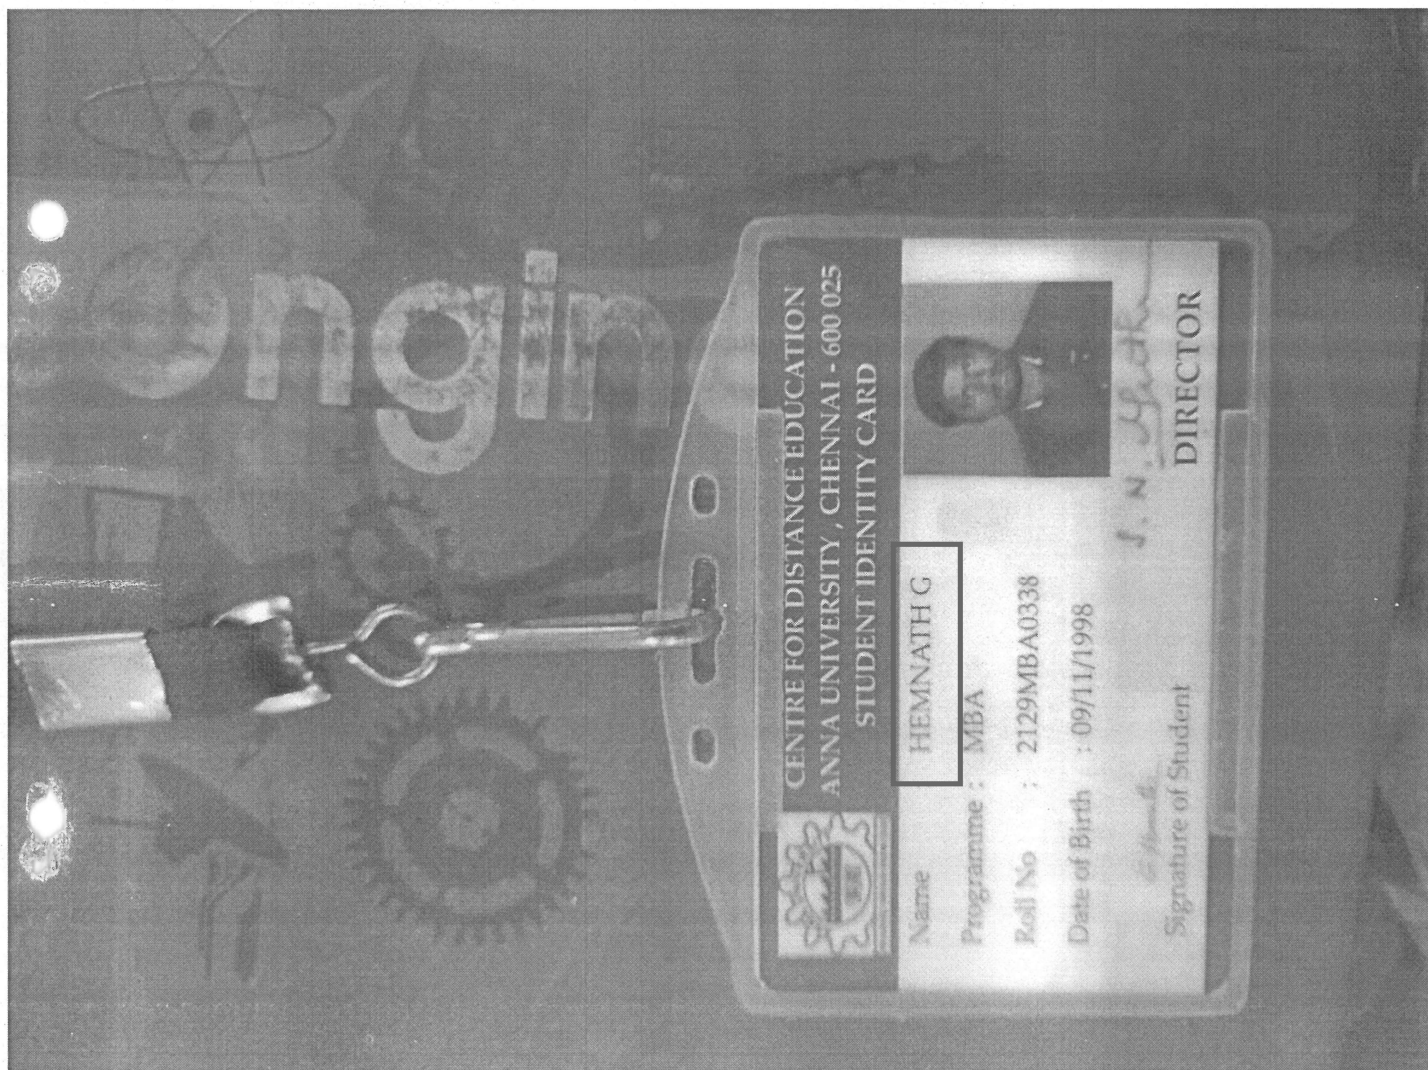 Engin
CENTRE FOR DISTANCE EDUCATION
ANNA UNIVERSITY , CHENNAI - 600 025
STUDENT IDENTITY CARD
Name HEMNATH G
Programme : MBA
Roll No : 2129MBA0338
Date of Birth : 09/11/1998
Signature of Student
DIRECTOR